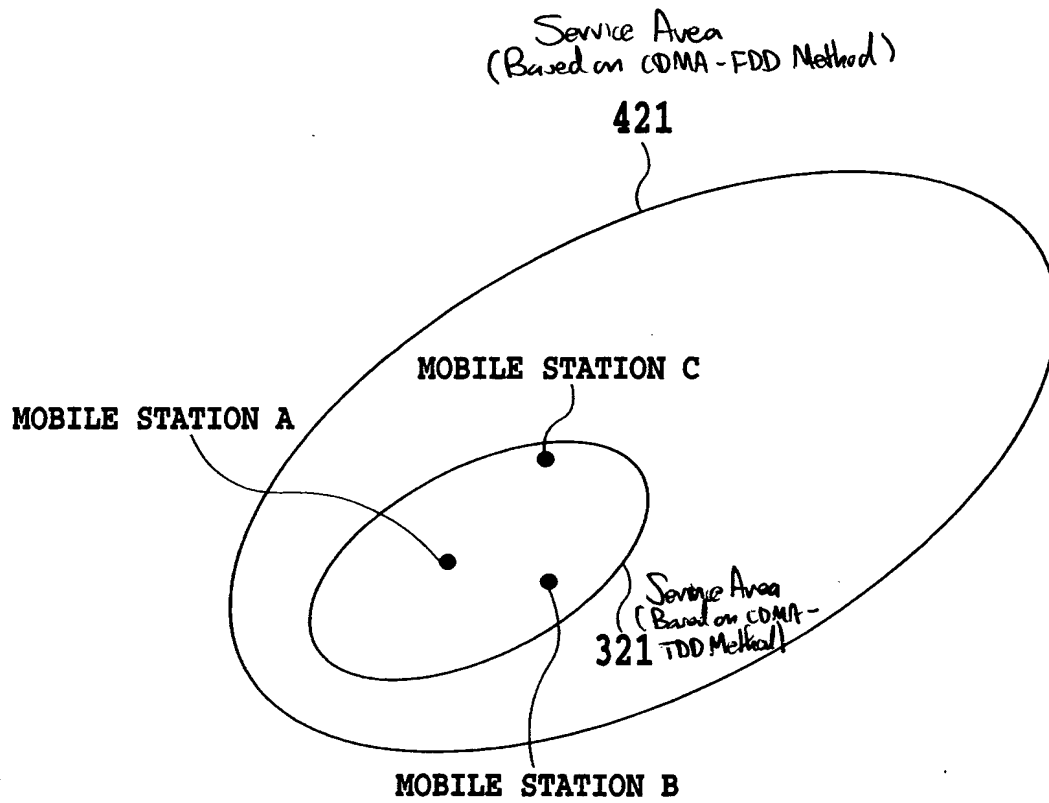 Service Area
(Based on CDMA-FDD Method)
421
MOBILE STATION C
MOBILE STATION A
Service Area
(Based on CDMA-
321 TDD Method)
MOBILE STATION B